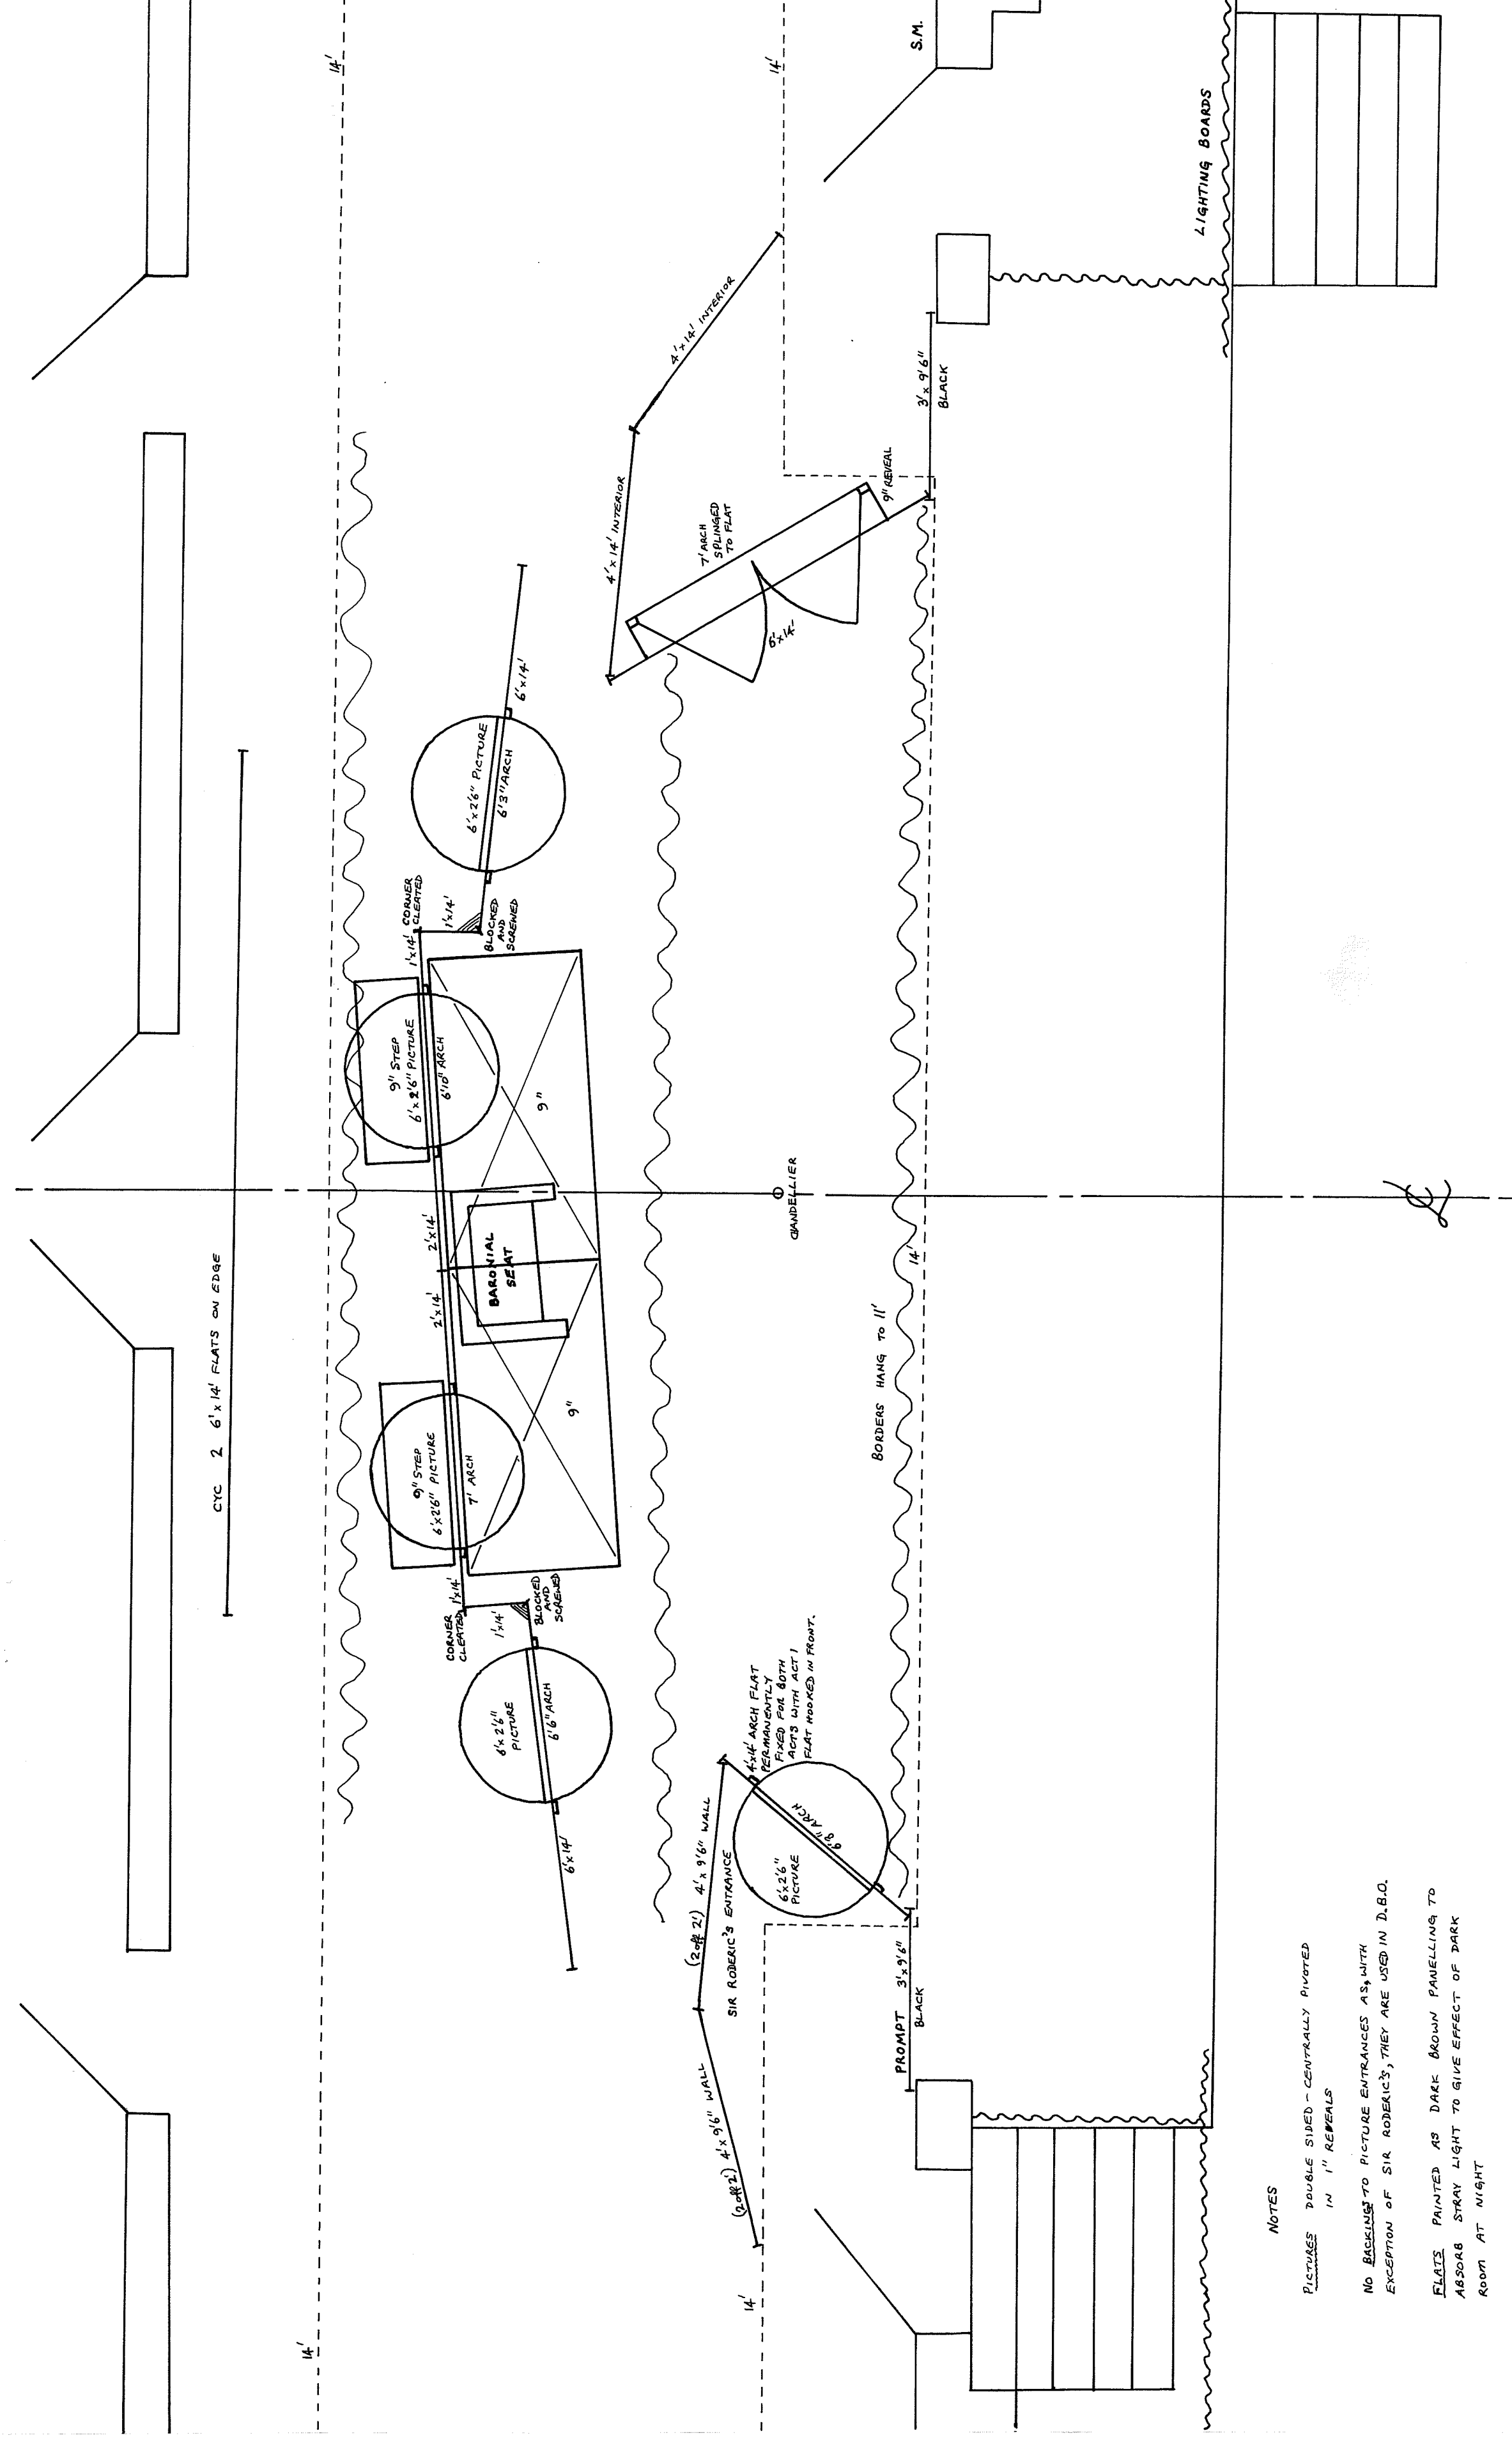 14'
14'
S.M.
LIGHTING BOARDS
4'x14' INTERIOR
4'x14' INTERIOR
3' x 9'6"
BLACK
9" REVEAL
7' ARCH
SPLINGED
TO FLAT
6'x14'
6'x14'
6'x2'6" PICTURE
6'3" ARCH
1'x14'
CORNER
CLEATED
1'x14'
BLOCKED
AND
SCREWED
9" STEP
6'x2'6" PICTURE
6'10" ARCH
9"
CYC 2 6'x14' FLATS ON EDGE
2'x14'
2'x14'
BARONIAL
SEAT
CHANDELLIER
14'
BORDERS HANG TO 11'
9" STEP
6'x2'6" PICTURE
7' ARCH
9"
CORNER
CLEATED
1'x14'
1'x14'
BLOCKED
AND
SCREWED
6'x2'6"
PICTURE
6'6" ARCH
6'x14'
4'x14' ARCH FLAT
PERMANENTLY
FIXED FOR BOTH
ACTS WITH ACT 1
FLAT HOOKED IN FRONT.
6'8" ARCH
6'x2'6"
PICTURE
(2 off 2') 4' x 9'6" WALL
SIR RODERIC'S ENTRANCE
(2 off 2') 4' x 9'6" WALL
PROMPT 3' x 9'6"
BLACK
14'
14'
NOTES
PICTURES DOUBLE SIDED - CENTRALLY PIVOTED
IN 1" REVEALS
NO BACKINGS TO PICTURE ENTRANCES AS, WITH
EXCEPTION OF SIR RODERIC'S, THEY ARE USED IN D.B.O.
FLATS PAINTED AS DARK BROWN PANELLING TO
ABSORB STRAY LIGHT TO GIVE EFFECT OF DARK
ROOM AT NIGHT